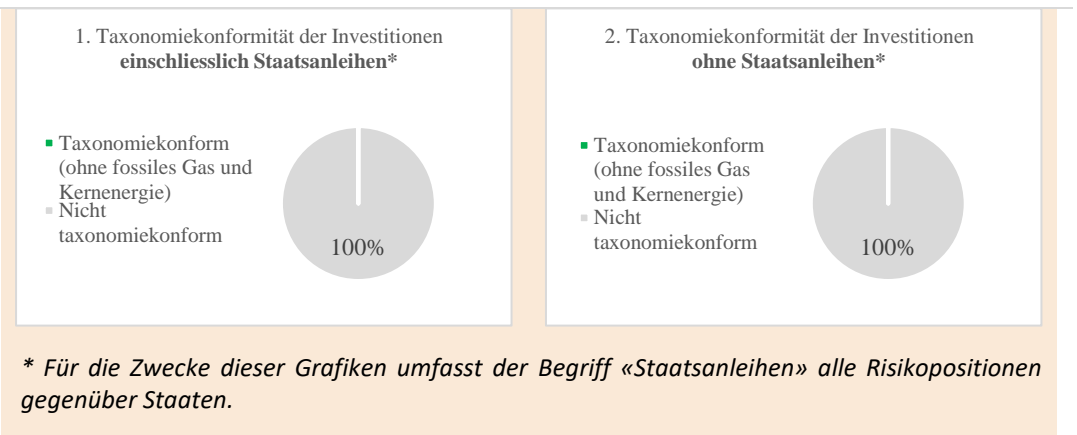 1. Taxonomiekonformität der Investitionen
einschliesslich Staatsanleihen*
Taxonomiekonform
(ohne fossiles Gas und
Kernenergie)
Nicht
taxonomiekonform
100%
2. Taxonomiekonformität der Investitionen
ohne Staatsanleihen*
Taxonomiekonform
(ohne fossiles Gas
und Kernenergie)
Nicht
taxonomiekonform
100%
* Für die Zwecke dieser Grafiken umfasst der Begriff «Staatsanleihen» alle Risikopositionen
gegenüber Staaten.